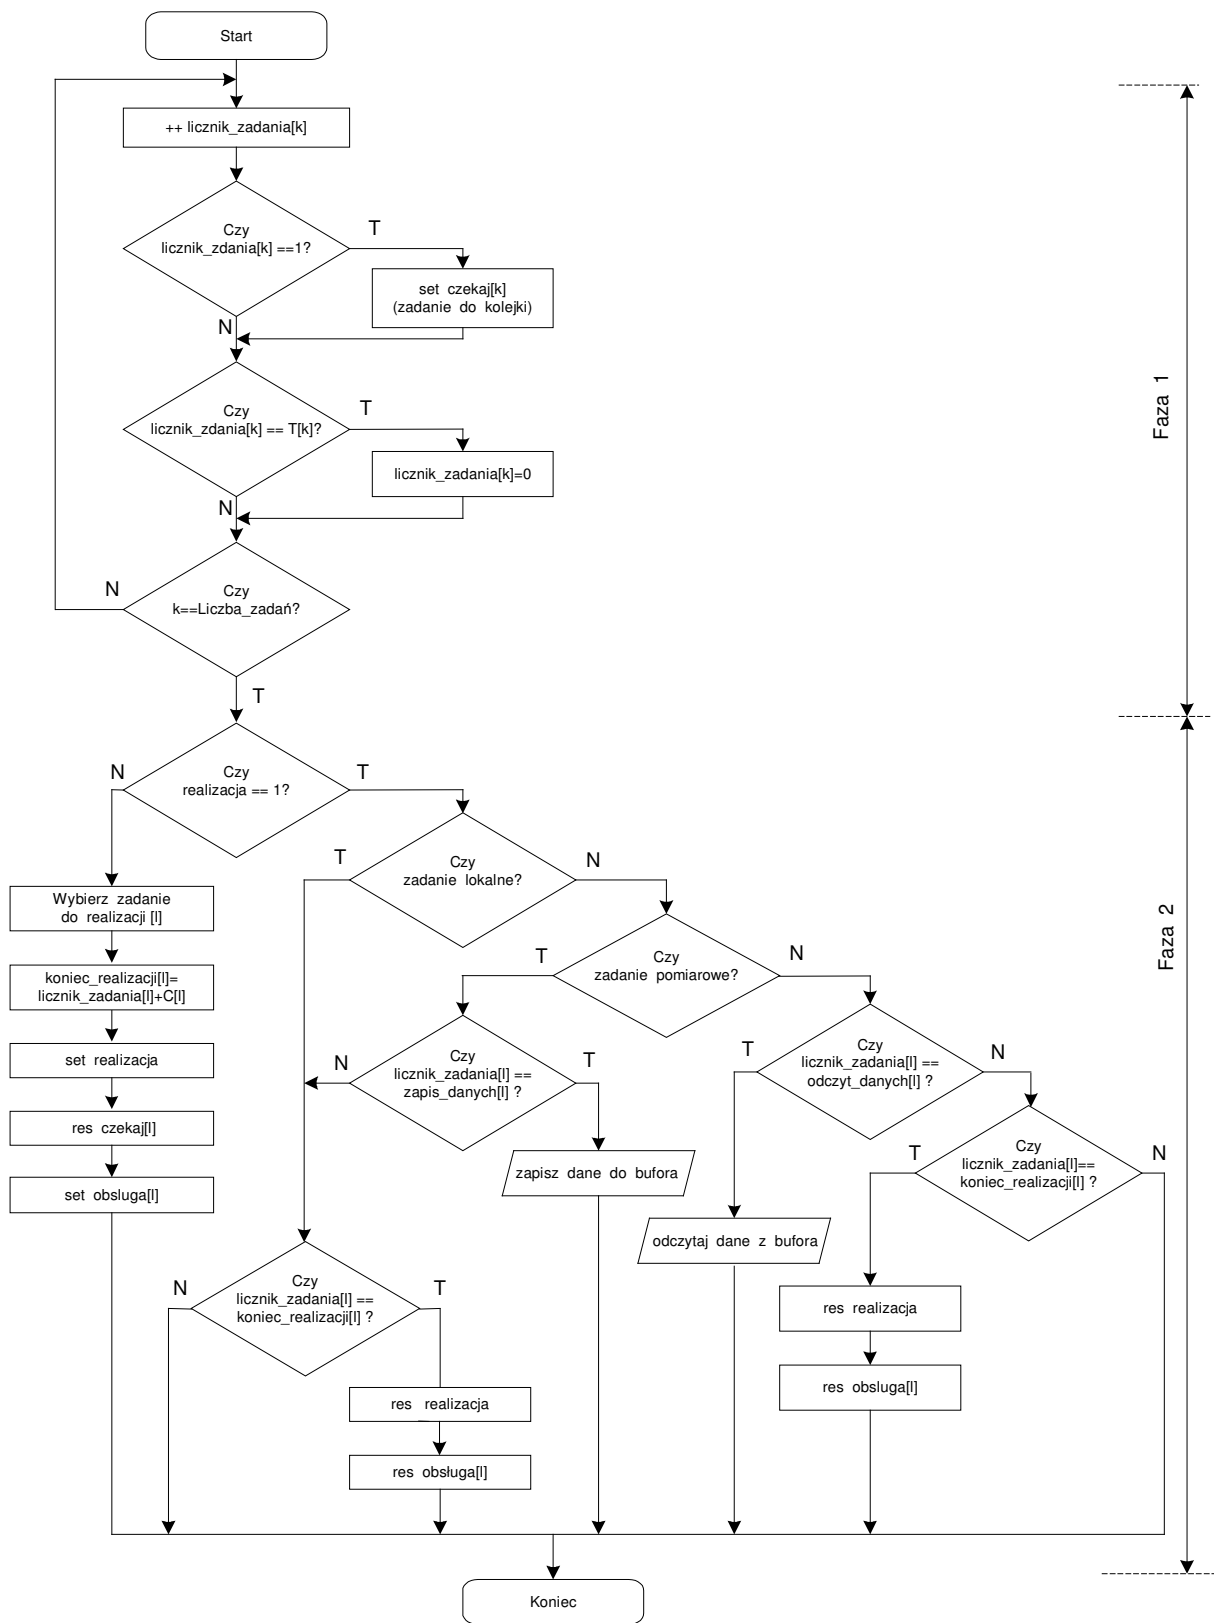 Start
++ licznik_zadania[k]
Czy
licznik_zdania[k] ==1?
T
set czekaj[k]
(zadanie do kolejki)
N
Czy
licznik_zdania[k] == T[k]?
T
licznik_zadania[k]=0
N
Faza 1
Czy
k==Liczba_zadań?
N
T
Czy
realizacja == 1?
N
T
Czy
zadanie lokalne?
T
N
Wybierz zadanie
do realizacji [l]
koniec_realizacji[l]=
licznik_zadania[l]+C[l]
set realizacja
res czekaj[l]
set obsluga[l]
Czy
zadanie pomiarowe?
T
N
Faza 2
Czy
licznik_zadania[l] ==
zapis_danych[l] ?
N
T
Czy
licznik_zadania[l] ==
odczyt_danych[l] ?
T
N
zapisz dane do bufora
Czy
licznik_zadania[l]==
koniec_realizacji[l] ?
T
N
odczytaj dane z bufora
Czy
licznik_zadania[l] ==
koniec_realizacji[l] ?
N
T
res realizacja
res obsluga[l]
res realizacja
res obsługa[l]
Koniec